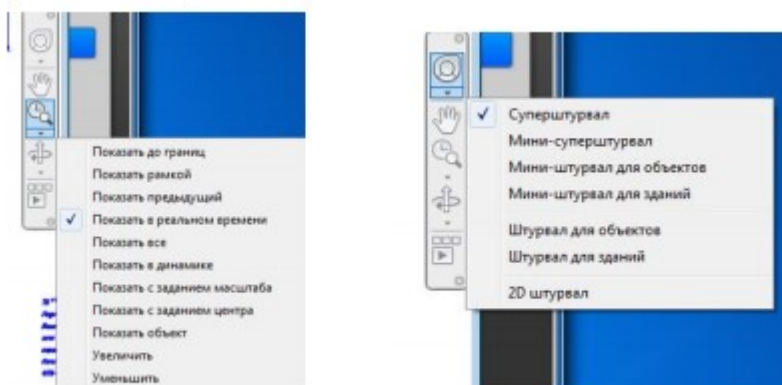 Показать до границ
Показать рамкой
Показать предыдущий
Показать в реальном времени
Показать все
Показать в динамике
Показать с заданием масштаба
Показать с заданием центра
Показать объект
Увеличить
Уменьшить
Суперштурвал
Мини-суперштурвал
Мини-штурвал для объектов
Мини-штурвал для зданий
Штурвал для объектов
Штурвал для зданий
2D штурвал